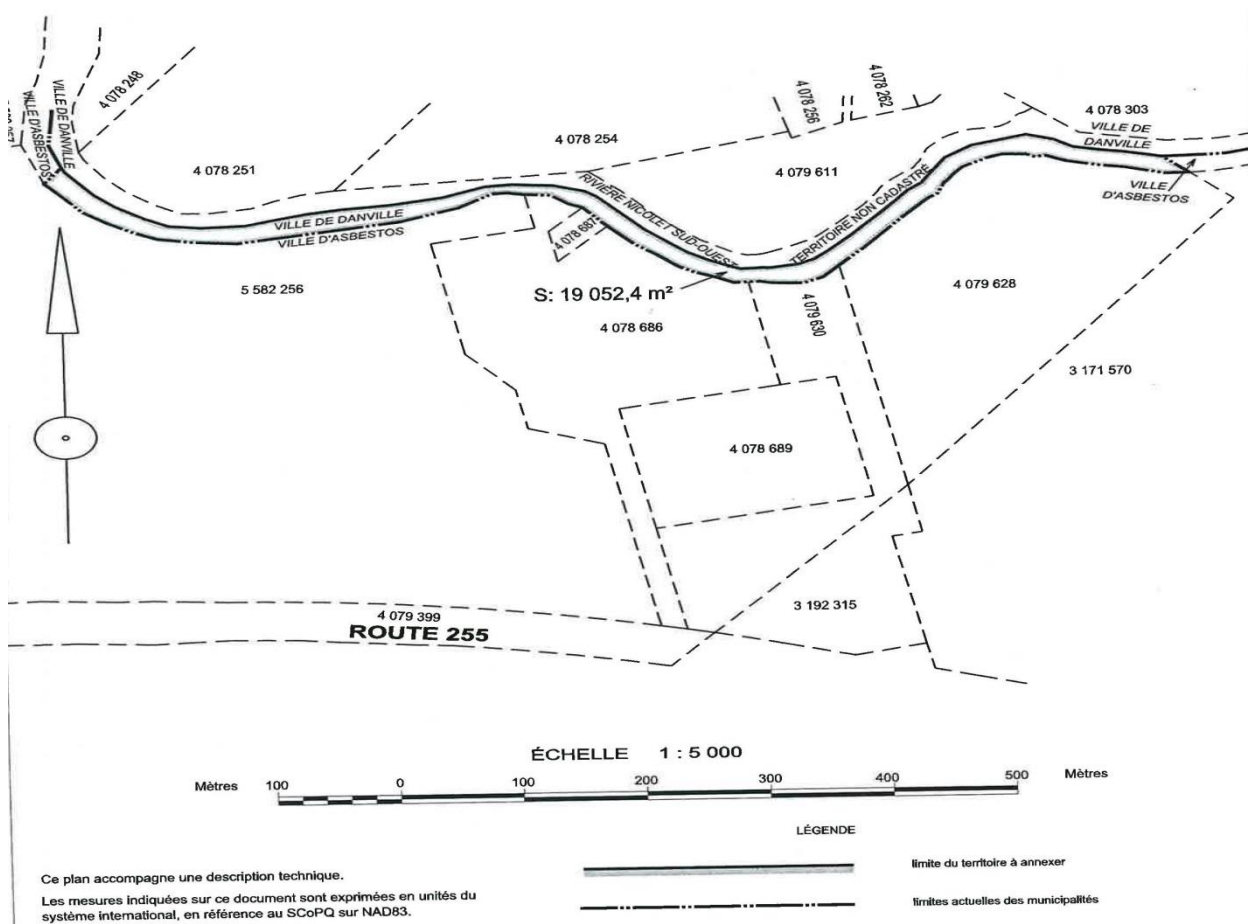 VILLE DE DANVILLE
VILLE D'ASBESTOS
4 078 248
4 078 251
4 078 254
4 078 256
4 078 262
4 078 303
VILLE DE
DANVILLE
4 079 611
RIVIÈRE NICOLET SUD-OUEST
TERRITOIRE NON CADASTRÉ
VILLE
D'ASBESTOS
VILLE DE DANVILLE
VILLE D'ASBESTOS
4 078 687
5 582 256
S: 19 052,4 m²
4 079 628
4 078 686
4 079 630
3 171 570
4 078 689
4 079 399
ROUTE 255
3 192 315
ÉCHELLE 1 : 5 000
Mètres 100 0 100 200 300 400 500 Mètres
LÉGENDE
limite du territoire à annexer
limites actuelles des municipalités
Ce plan accompagne une description technique.
Les mesures indiquées sur ce document sont exprimées en unités du
système international, en référence au SCoPQ sur NAD83.